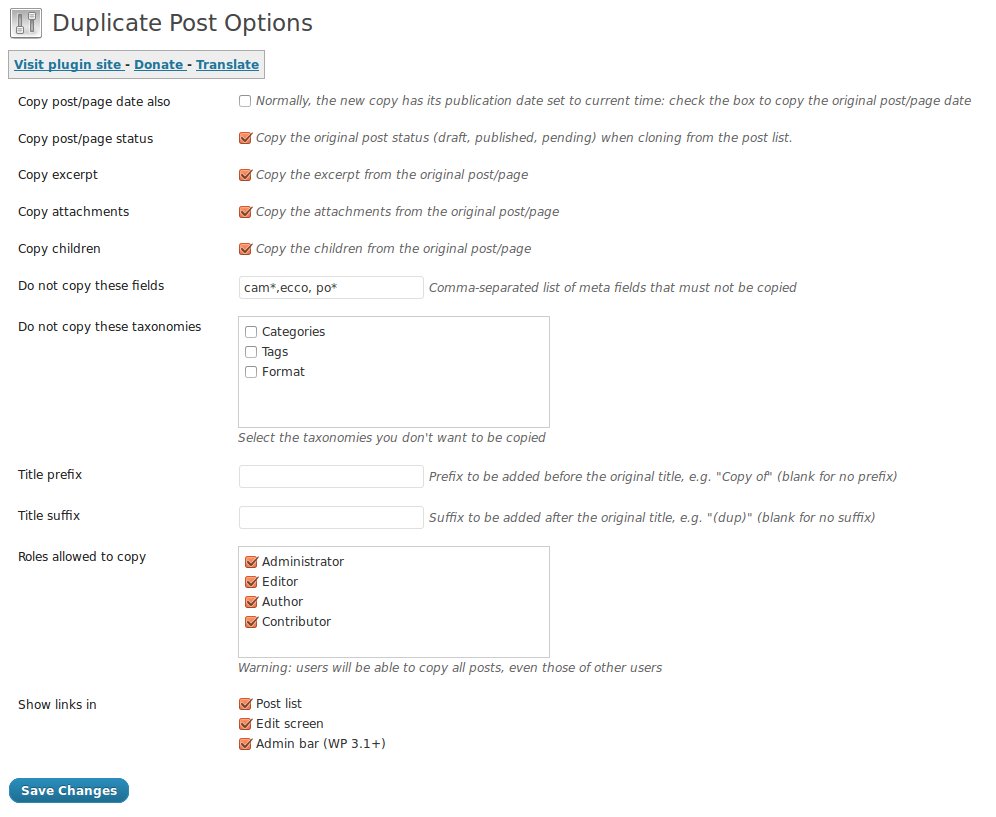 Duplicate Post Options
Visit plugin site - Donate - Translate
Copy post/page date also Normally, the new copy has its publication date set to current time: check the box to copy the original post/page date
Copy post/page status Copy the original post status (draft, published, pending) when cloning from the post list.
Copy excerpt Copy the excerpt from the original post/page
Copy attachments Copy the attachments from the original post/page
Copy children Copy the children from the original post/page
Do not copy these fields cam*,ecco, po* Comma-separated list of meta fields that must not be copied
Do not copy these taxonomies
Categories
Tags
Format
Select the taxonomies you don't want to be copied
Title prefix Prefix to be added before the original title, e.g. "Copy of" (blank for no prefix)
Title suffix Suffix to be added after the original title, e.g. "(dup)" (blank for no suffix)
Roles allowed to copy
Administrator
Editor
Author
Contributor
Warning: users will be able to copy all posts, even those of other users
Show links in Post list
Edit screen
Admin bar (WP 3.1+)
Save Changes